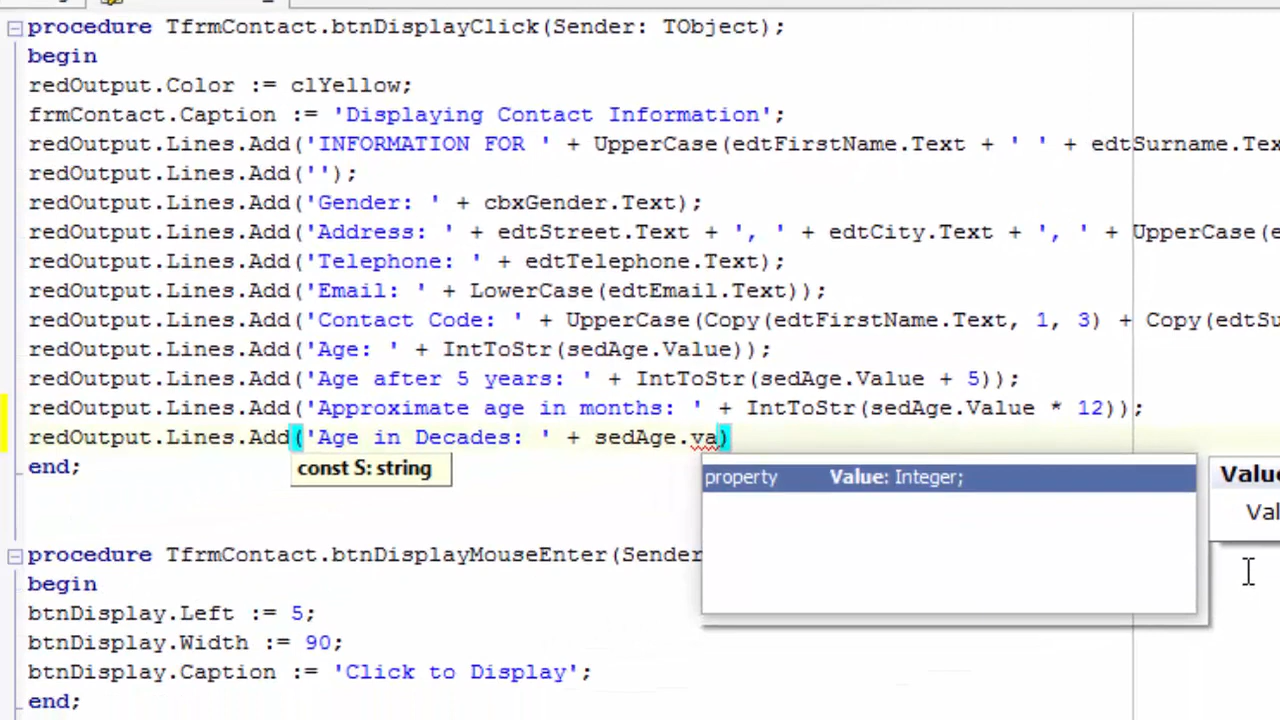 procedure TfrmContact.btnDisplayClick(Sender: TObject);
begin
redOutput.Color := clYellow;
frmContact.Caption := 'Displaying Contact Information';
redOutput.Lines.Add('INFORMATION FOR ' + UpperCase(edtFirstName.Text + ' ' + edtSurname.Tex
redOutput.Lines.Add('');
redOutput.Lines.Add('Gender: ' + cbxGender.Text);
redOutput.Lines.Add('Address: ' + edtStreet.Text + ', ' + edtCity.Text + ', ' + UpperCase(e
redOutput.Lines.Add('Telephone: ' + edtTelephone.Text);
redOutput.Lines.Add('Email: ' + LowerCase(edtEmail.Text));
redOutput.Lines.Add('Contact Code: ' + UpperCase(Copy(edtFirstName.Text, 1, 3) + Copy(edtSu
redOutput.Lines.Add('Age: ' + IntToStr(sedAge.Value));
redOutput.Lines.Add('Age after 5 years: ' + IntToStr(sedAge.Value + 5));
redOutput.Lines.Add('Approximate age in months: ' + IntToStr(sedAge.Value * 12));
redOutput.Lines.Add('Age in Decades: ' + sedAge.va)
end;
const S: string
property Value: Integer;
Value
Val
procedure TfrmContact.btnDisplayMouseEnter(Sender
begin
btnDisplay.Left := 5;
btnDisplay.Width := 90;
btnDisplay.Caption := 'Click to Display';
end;